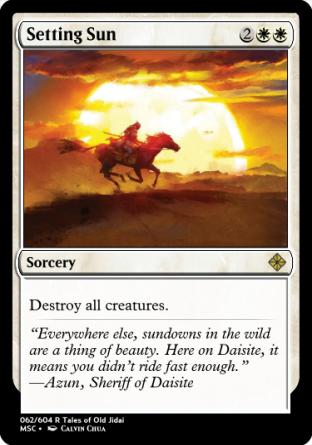 Setting Sun 2
Sorcery
Destroy all creatures.
“Everywhere else, sundowns in the wild
are a thing of beauty. Here on Daisite, it
means you didn’t ride fast enough.”
—Azun, Sheriff of Daisite
062/604 R Tales of Old Jidai
MSC • Calvin Chua